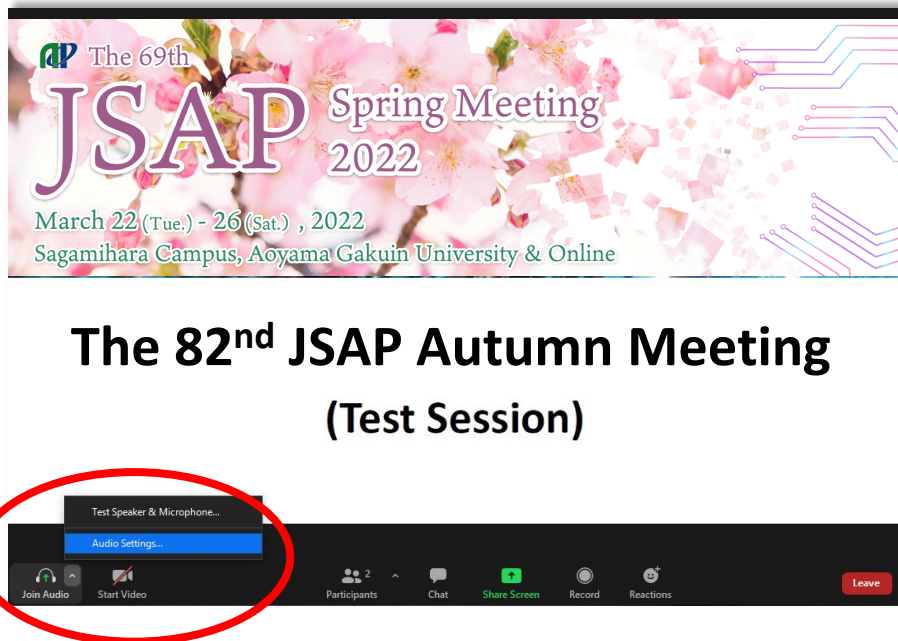 The 69th
JSAP Spring Meeting
2022
March 22 (Tue.) - 26 (Sat.) , 2022
Sagamihara Campus, Aoyama Gakuin University & Online
The 82nd JSAP Autumn Meeting
(Test Session)
Test Speaker & Microphone...
Audio Settings...
Join Audio
Start Video
2
Participants
Chat
Share Screen
Record
Reactions
Leave